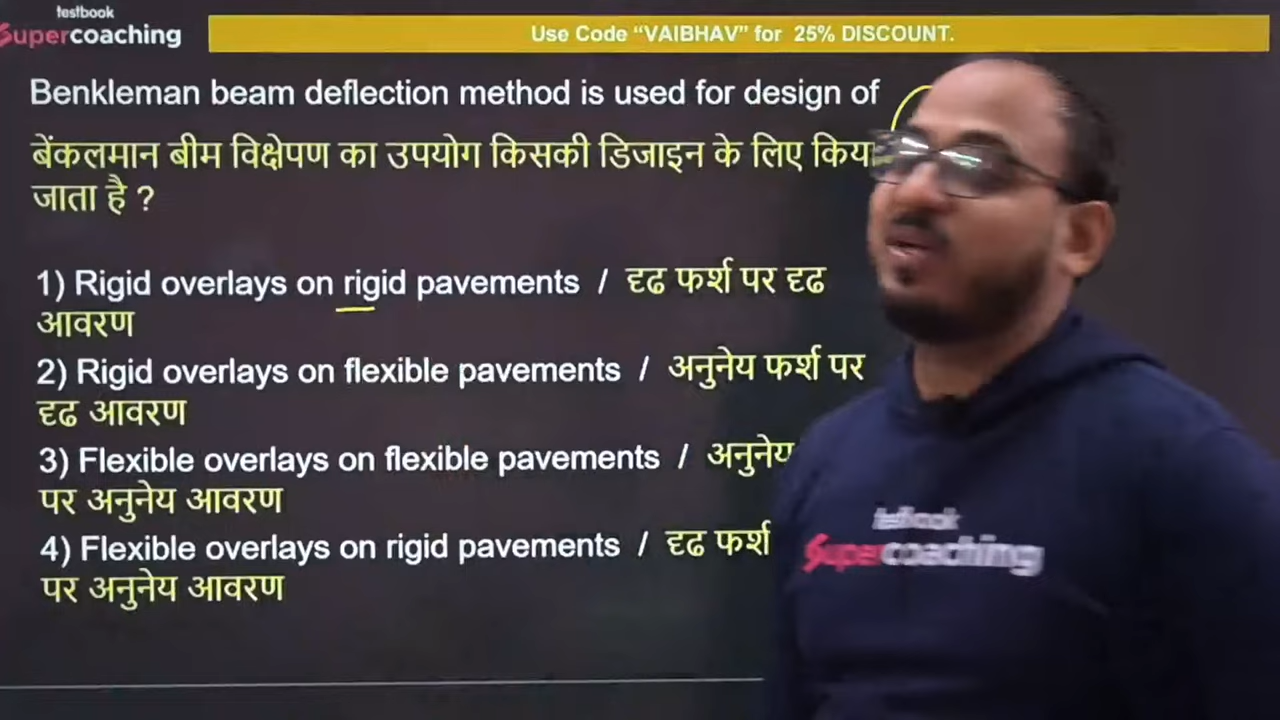 testbook
Supercoaching
Use Code “VAIBHAV” for 25% DISCOUNT.
Benkleman beam deflection method is used for design of
बेंकलमान बीम विक्षेपण का उपयोग किसकी डिजाइन के लिए किया
जाता है ?
1) Rigid overlays on rigid pavements / दृढ फर्श पर दृढ
आवरण
2) Rigid overlays on flexible pavements / अनुनेय फर्श पर
दृढ आवरण
3) Flexible overlays on flexible pavements / अनुनेय
पर अनुनेय आवरण
4) Flexible overlays on rigid pavements / दृढ फर्श
पर अनुनेय आवरण
testbook
Supercoaching